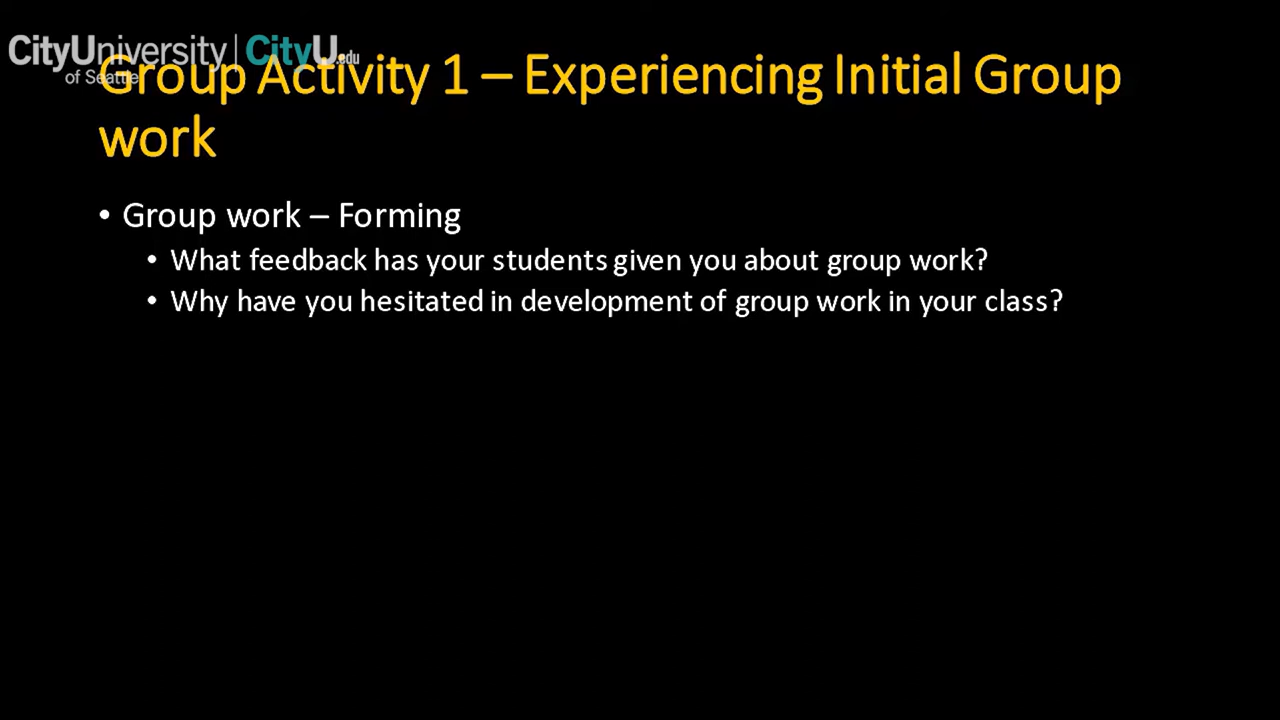 CityUniversity | CityU.edu
of Seattle
Group Activity 1 – Experiencing Initial Group
work
• Group work – Forming
• What feedback has your students given you about group work?
• Why have you hesitated in development of group work in your class?